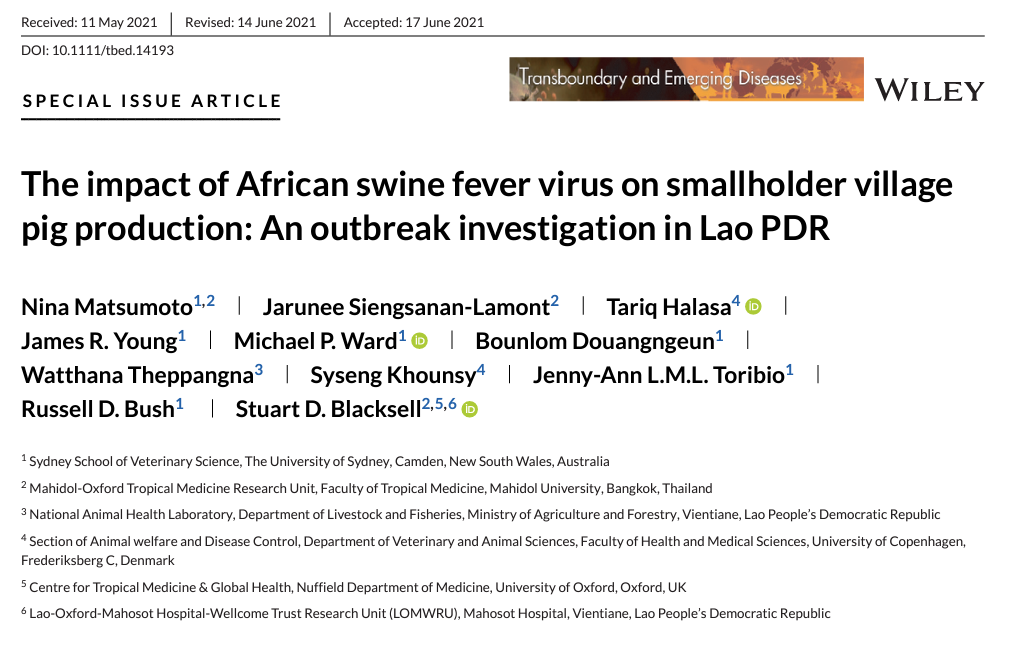 Received: 11 May 2021 | Revised: 14 June 2021 | Accepted: 17 June 2021
DOI: 10.1111/tbed.14193
Transboundary and Emerging Diseases WILEY
SPECIAL ISSUE ARTICLE
The impact of African swine fever virus on smallholder village
pig production: An outbreak investigation in Lao PDR
Nina Matsumoto1,2 | Jarunee Siengsanan-Lamont2 | Tariq Halasa4 iD |
James R. Young1 | Michael P. Ward1 iD | Bounlom Douangngeun1 |
Watthana Theppangna3 | Syseng Khounsy4 | Jenny-Ann L.M.L. Toribio1 |
Russell D. Bush1 | Stuart D. Blacksell2,5,6 iD
1 Sydney School of Veterinary Science, The University of Sydney, Camden, New South Wales, Australia
2 Mahidol-Oxford Tropical Medicine Research Unit, Faculty of Tropical Medicine, Mahidol University, Bangkok, Thailand
3 National Animal Health Laboratory, Department of Livestock and Fisheries, Ministry of Agriculture and Forestry, Vientiane, Lao People's Democratic Republic
4 Section of Animal welfare and Disease Control, Department of Veterinary and Animal Sciences, Faculty of Health and Medical Sciences, University of Copenhagen,
Frederiksberg C, Denmark
5 Centre for Tropical Medicine & Global Health, Nuffield Department of Medicine, University of Oxford, Oxford, UK
6 Lao-Oxford-Mahosot Hospital-Wellcome Trust Research Unit (LOMWRU), Mahosot Hospital, Vientiane, Lao People's Democratic Republic